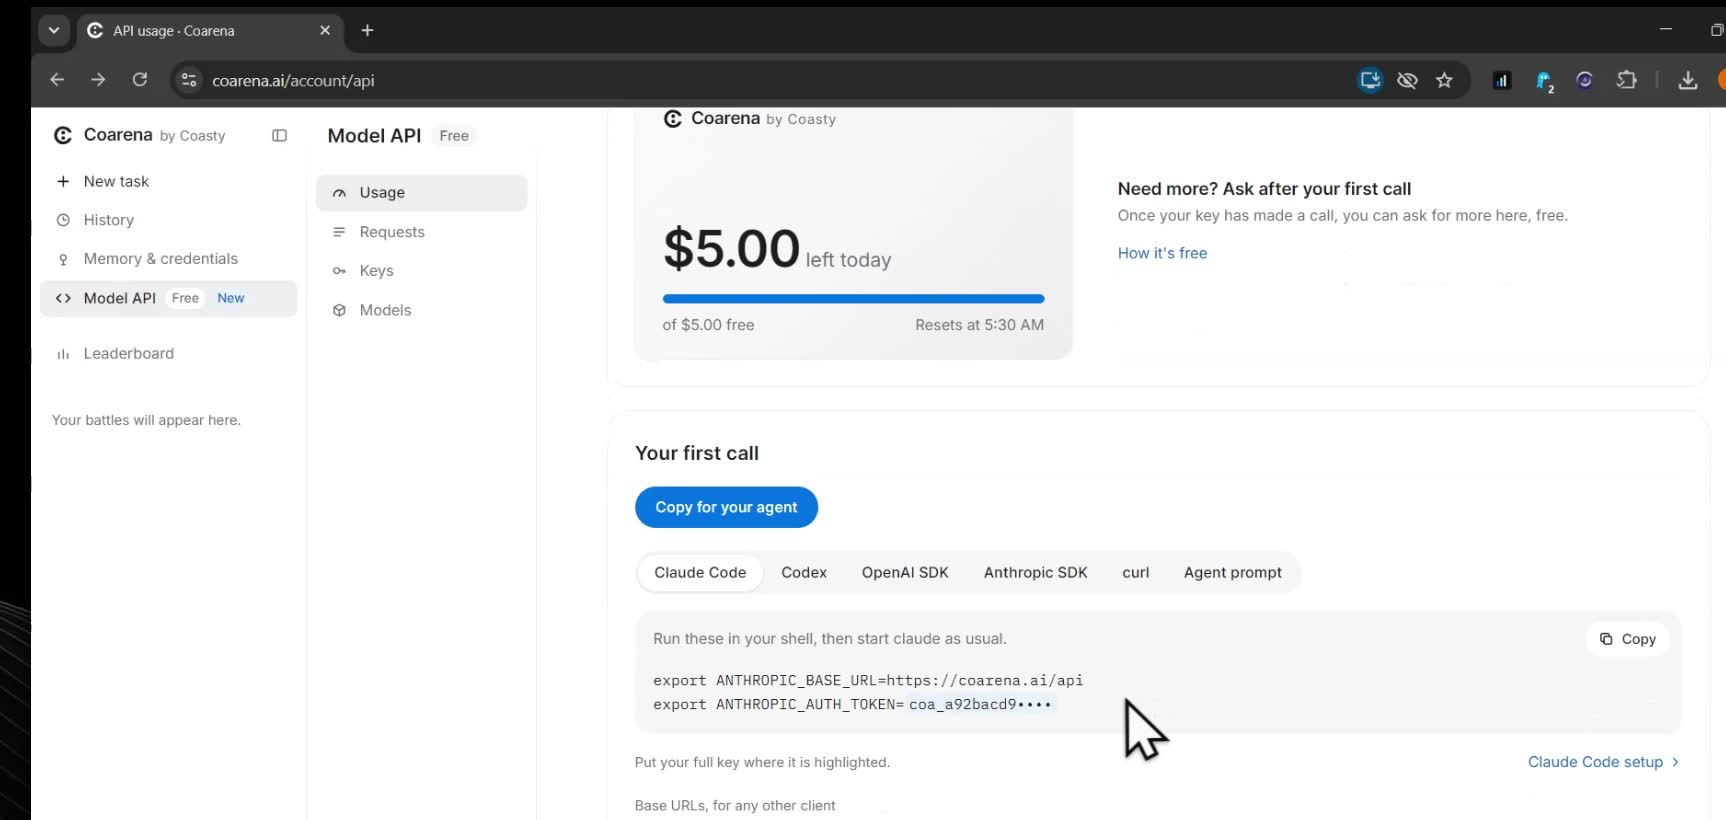 API usage · Coarena
coarena.ai/account/api
2
Coarena by Coasty
New task
History
Memory & credentials
Model API Free New
Leaderboard
Your battles will appear here.
Model API Free
Usage
Requests
Keys
Models
Coarena by Coasty
$5.00 left today
of $5.00 free
Resets at 5:30 AM
Need more? Ask after your first call
Once your key has made a call, you can ask for more here, free.
How it's free
Your first call
Copy for your agent
Claude Code Codex OpenAI SDK Anthropic SDK curl Agent prompt
Run these in your shell, then start claude as usual.
Copy
export ANTHROPIC_BASE_URL=https://coarena.ai/api
export ANTHROPIC_AUTH_TOKEN=coa_a92bacd9••••
Put your full key where it is highlighted.
Claude Code setup
Base URLs, for any other client